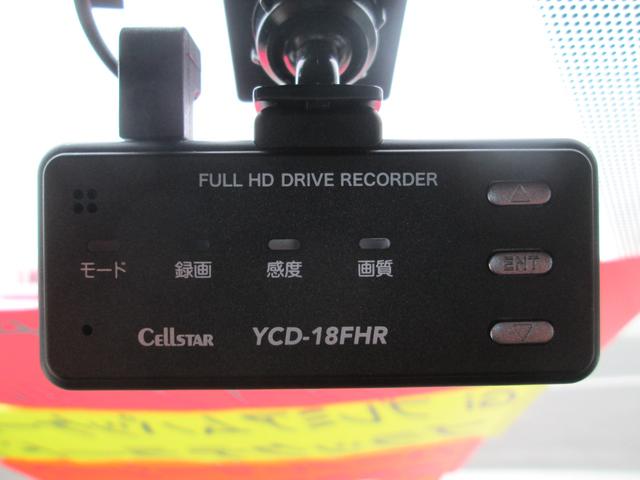 FULL HD DRIVE RECORDER
△
モード 録画 感度 画質
ENT
CELLSTAR YCD-18FHR
▽